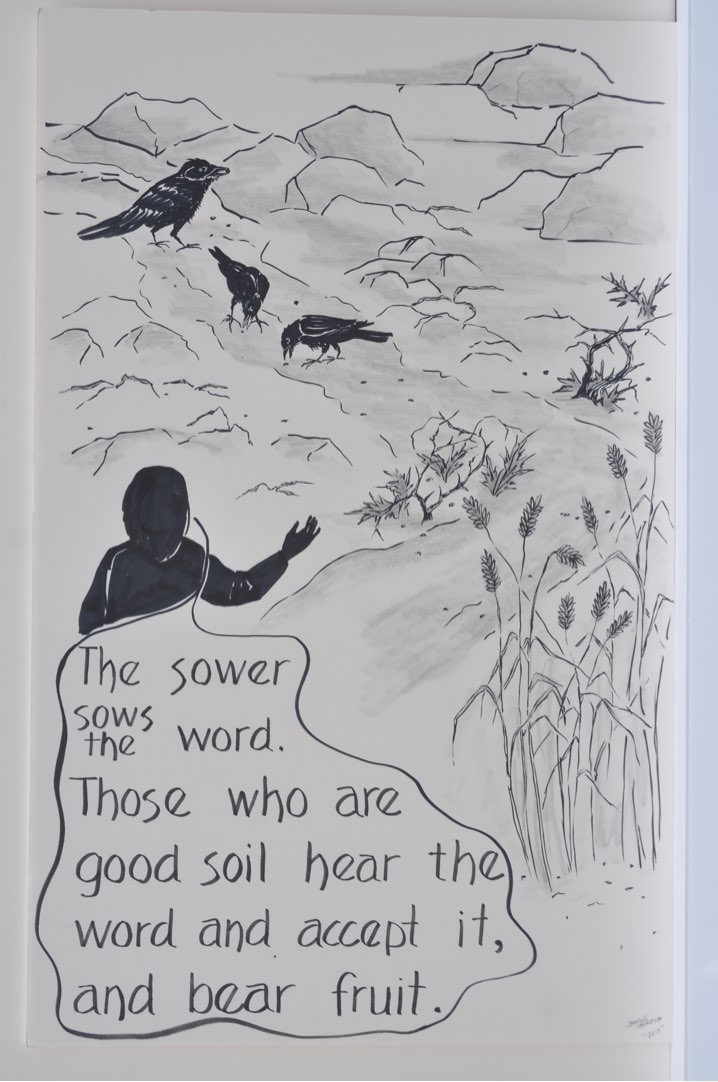 The sower
sows
the word.
Those who are
good soil hear the
word and accept it,
and bear fruit.